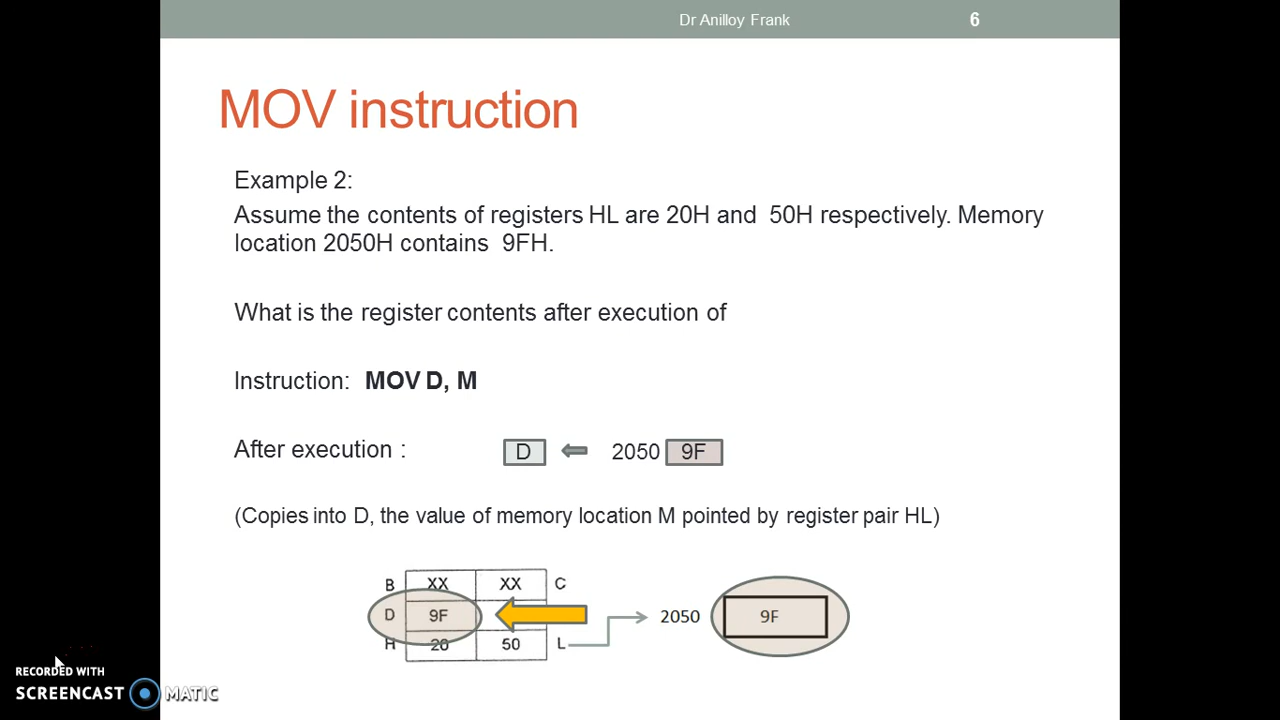 Dr Anilloy Frank 6
MOV instruction
Example 2:
Assume the contents of registers HL are 20H and 50H respectively. Memory
location 2050H contains 9FH.
What is the register contents after execution of
Instruction: MOV D, M
After execution : D 2050 9F
(Copies into D, the value of memory location M pointed by register pair HL)
B XX XX C
D 9F 2050 9F
H 20 50 L
RECORDED WITH
SCREENCAST MATIC